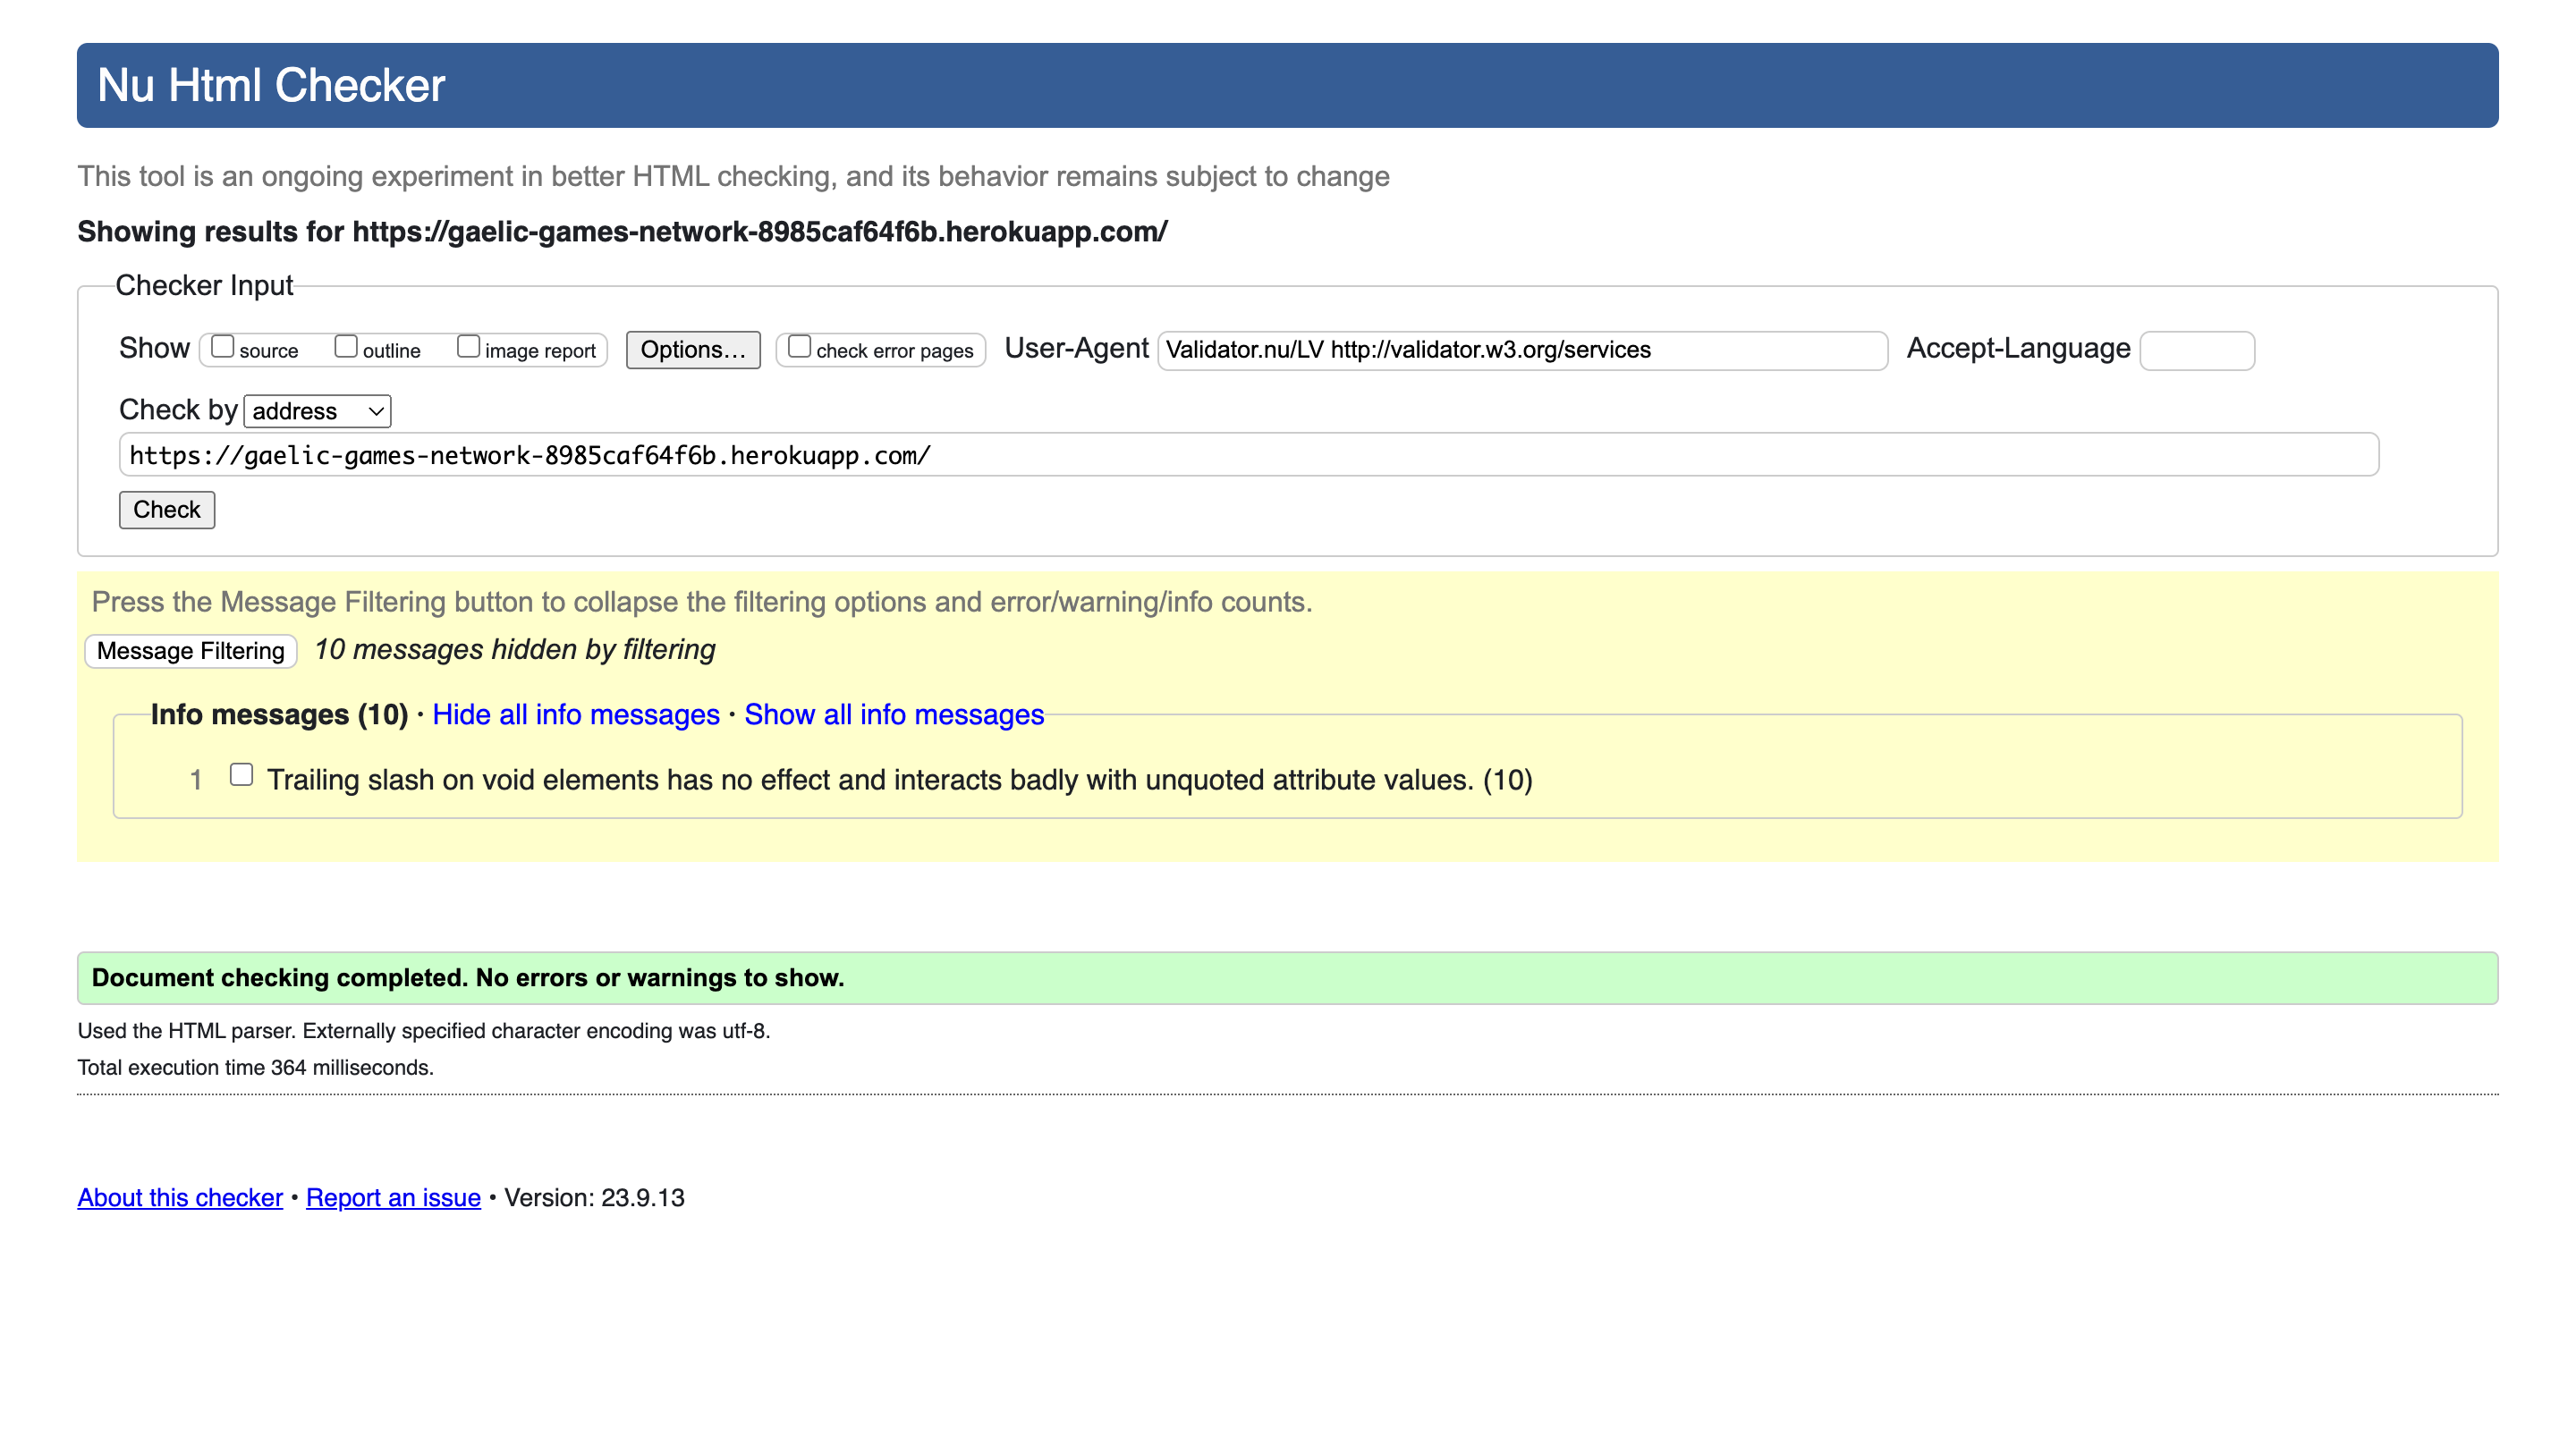 Nu Html Checker
This tool is an ongoing experiment in better HTML checking, and its behavior remains subject to change
Showing results for https://gaelic-games-network-8985caf64f6b.herokuapp.com/
Checker Input
Show source outline image report Options... check error pages User-Agent Validator.nu/LV http://validator.w3.org/services Accept-Language
Check by address
https://gaelic-games-network-8985caf64f6b.herokuapp.com/
Check
Press the Message Filtering button to collapse the filtering options and error/warning/info counts.
Message Filtering 10 messages hidden by filtering
Info messages (10) · Hide all info messages · Show all info messages
1 Trailing slash on void elements has no effect and interacts badly with unquoted attribute values. (10)
Document checking completed. No errors or warnings to show.
Used the HTML parser. Externally specified character encoding was utf-8.
Total execution time 364 milliseconds.
About this checker • Report an issue • Version: 23.9.13